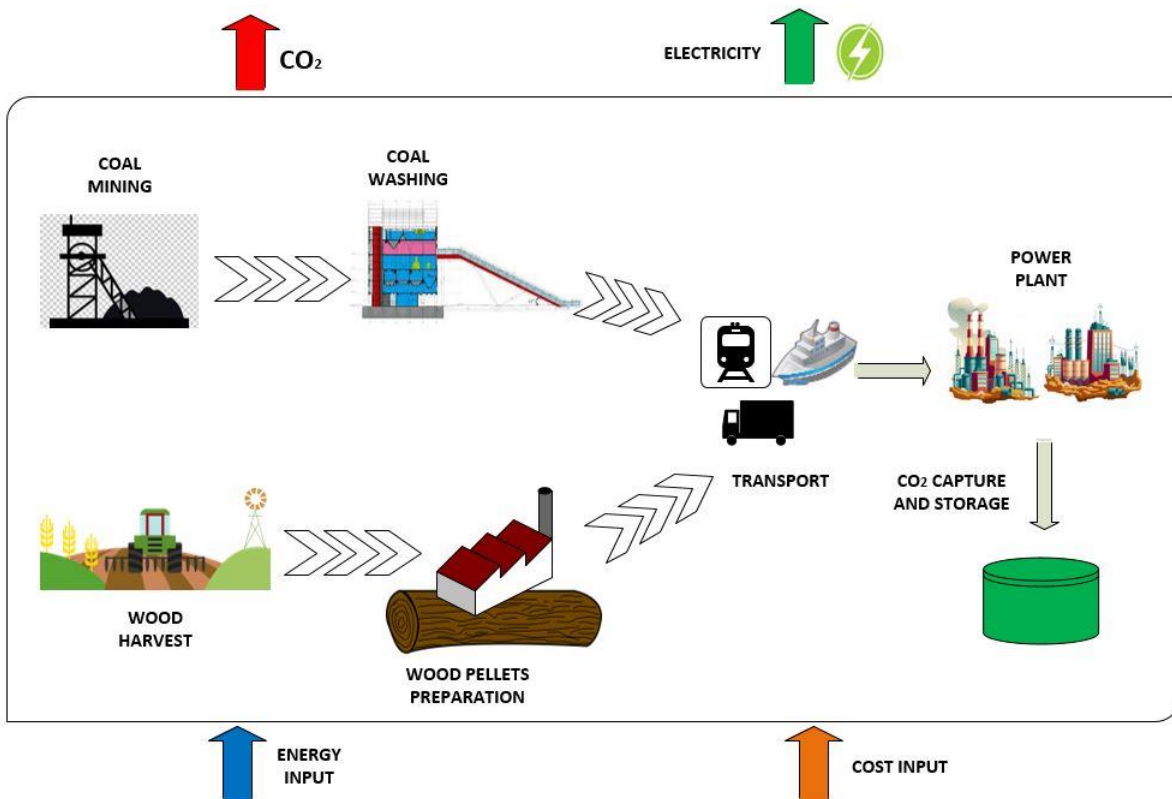 CO₂
ELECTRICITY
COAL
MINING
COAL
WASHING
POWER
PLANT
TRANSPORT
CO₂ CAPTURE
AND STORAGE
WOOD
HARVEST
WOOD PELLETS
PREPARATION
ENERGY
INPUT
COST INPUT